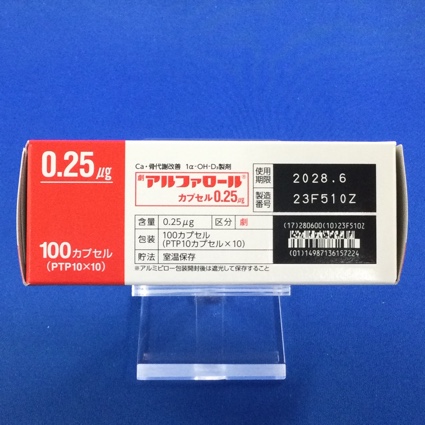 0.25μg
100カプセル
(PTP10×10)
Ca・骨代謝改善 1α-OH-D₃製剤
劇 アルファロール®
カプセル0.25μg
含量 0.25μg 区分 劇
包装 100カプセル
(PTP10カプセル×10)
貯法 室温保存
※アルミピロー包装開封後は遮光して保存すること
使用期限 2028.6
製造番号 23F510Z
(17)280600(10)23F510Z
(01)14987136157224